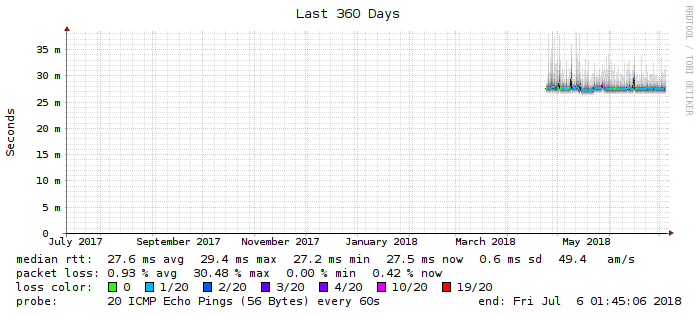 Last 360 Days
RRDTOOL / TOBI OETIKER
Seconds
35 m
30 m
25 m
20 m
15 m
10 m
5 m
0
July 2017 September 2017 November 2017 January 2018 March 2018 May 2018
median rtt: 27.6 ms avg 29.4 ms max 27.2 ms min 27.5 ms now 0.6 ms sd 49.4 am/s
packet loss: 0.93 % avg 30.48 % max 0.00 % min 0.42 % now
loss color: 0 1/20 2/20 3/20 4/20 10/20 19/20
probe: 20 ICMP Echo Pings (56 Bytes) every 60s end: Fri Jul 6 01:45:06 2018